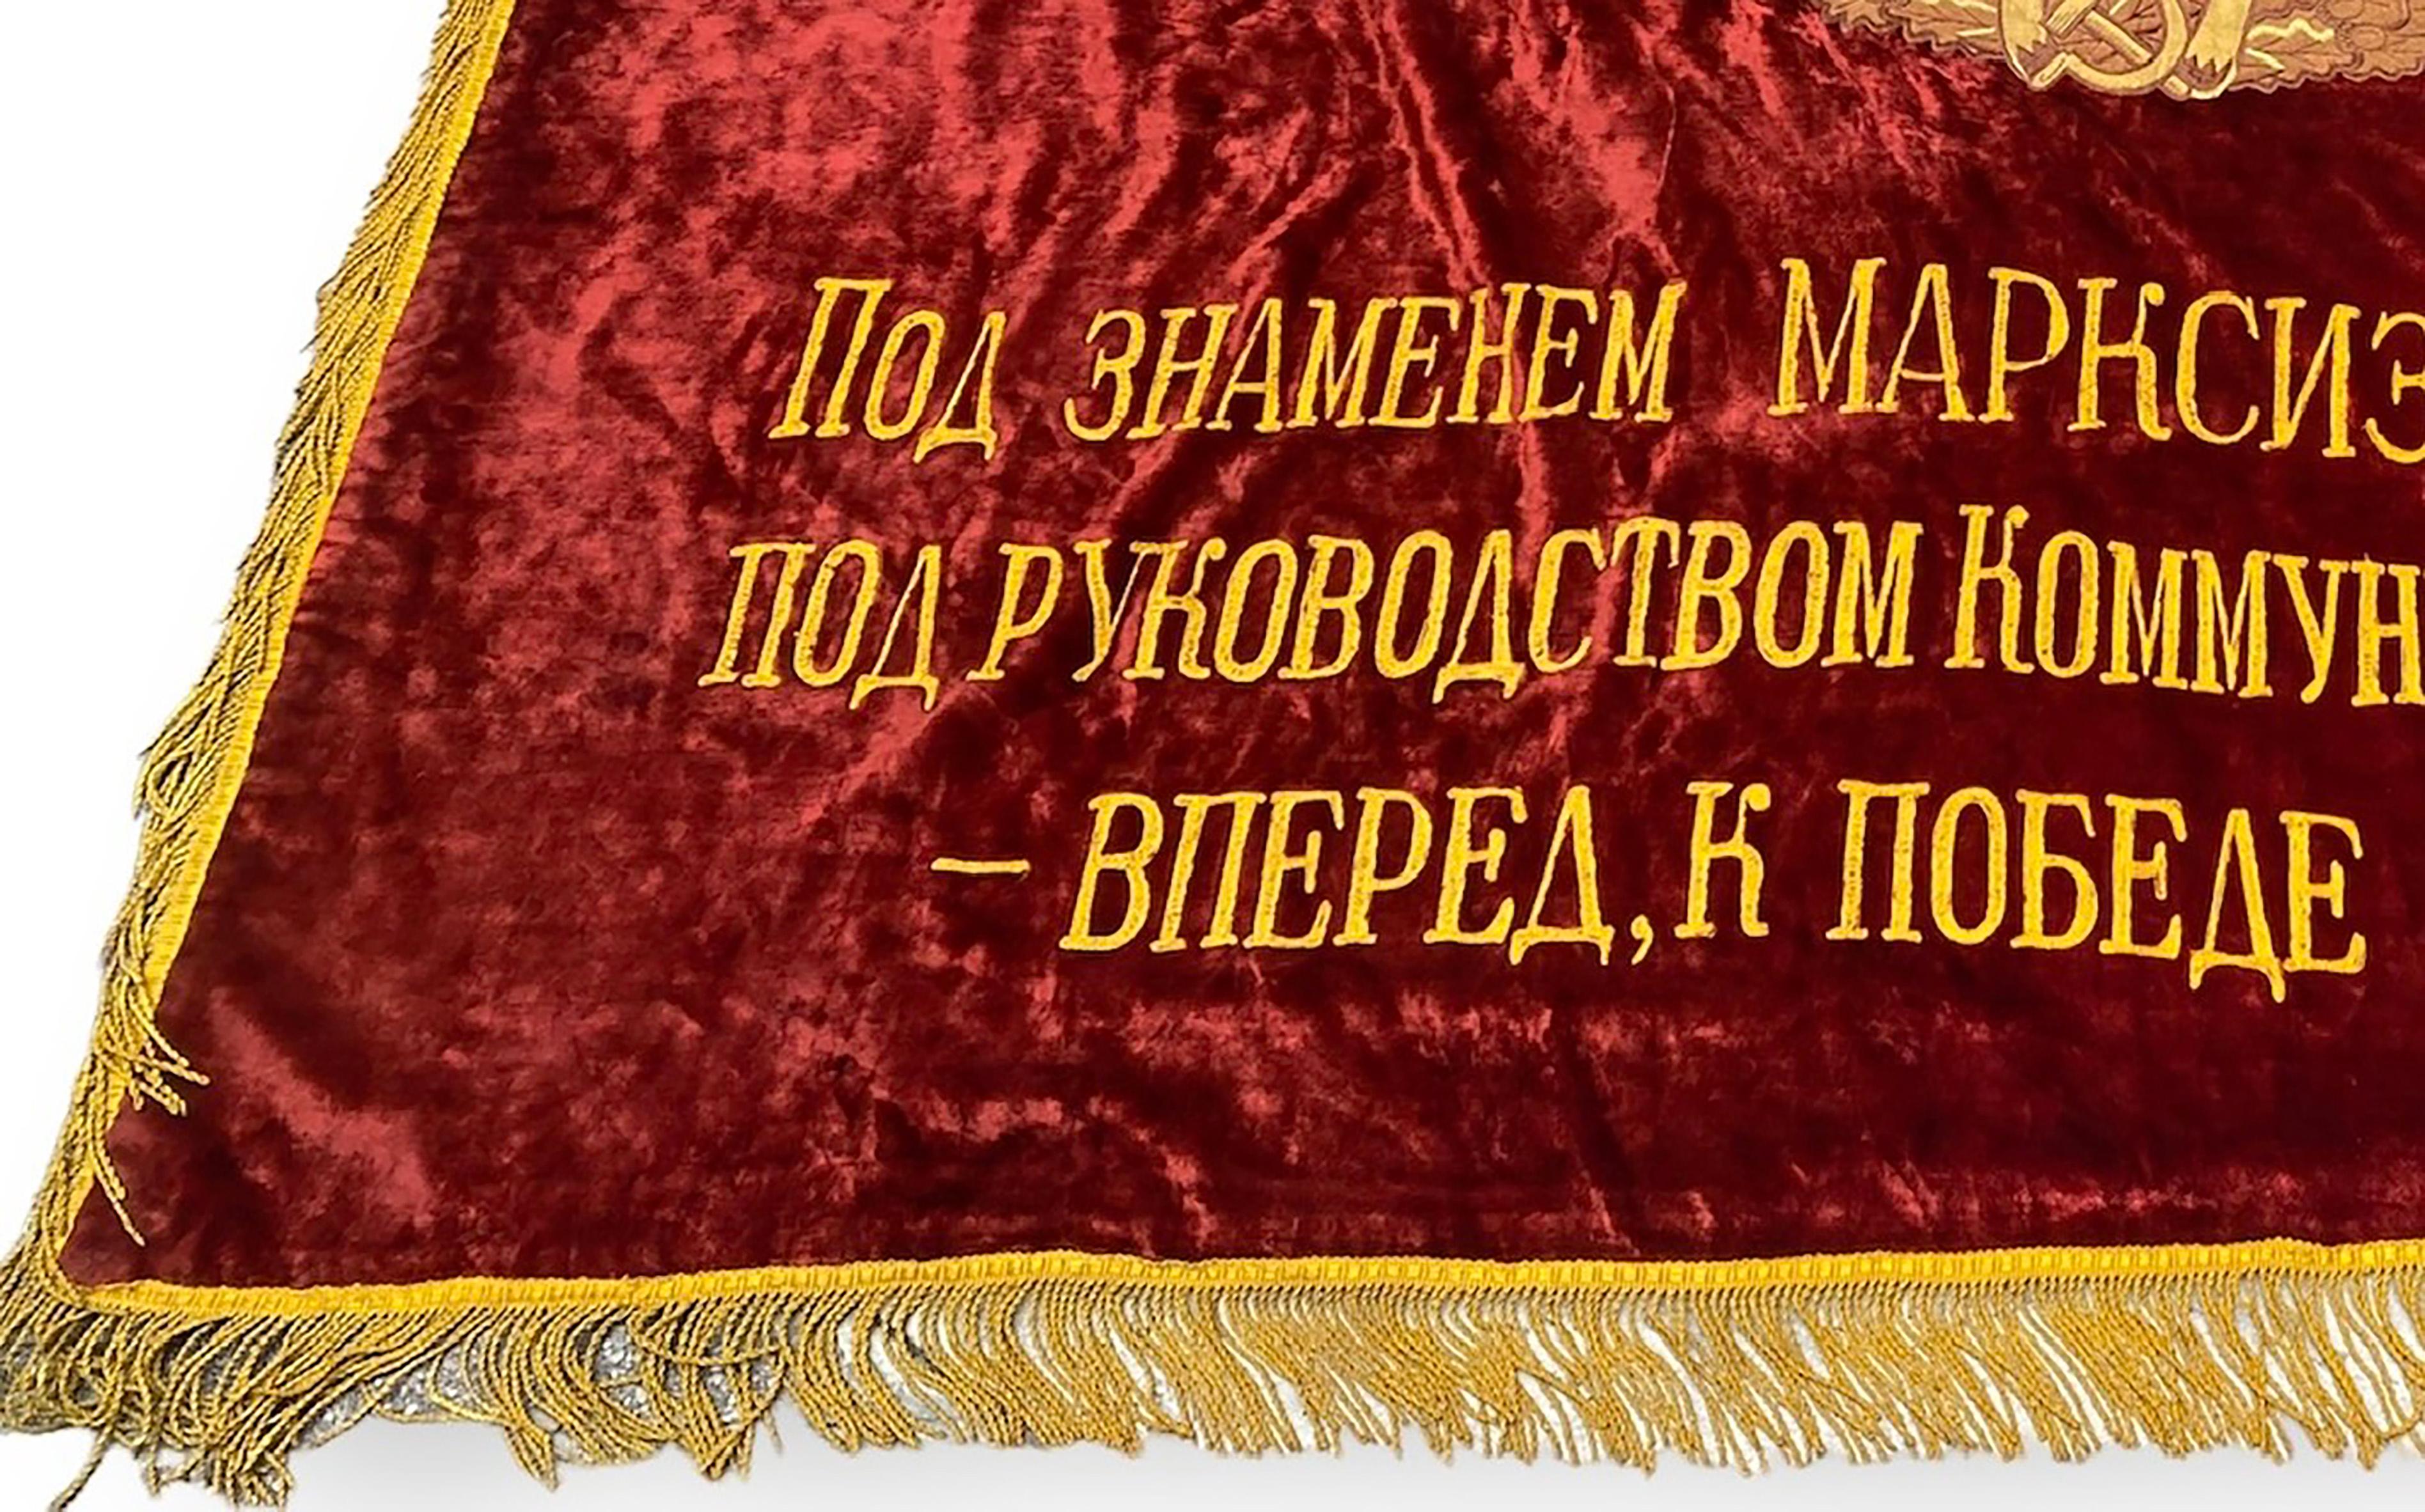 Под знаменем МАРКСИЗ
под руководством Коммун
– вперед, к победе